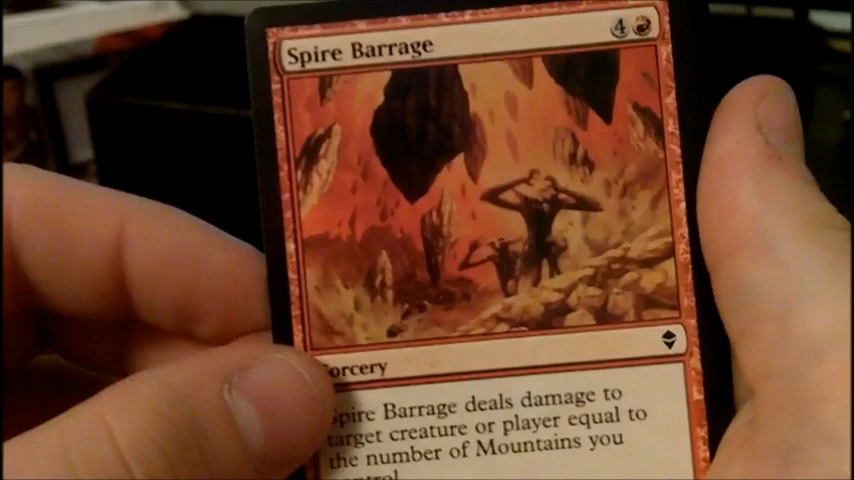 Spire Barrage 4
Sorcery
Spire Barrage deals damage to
target creature or player equal to
the number of Mountains you
control.